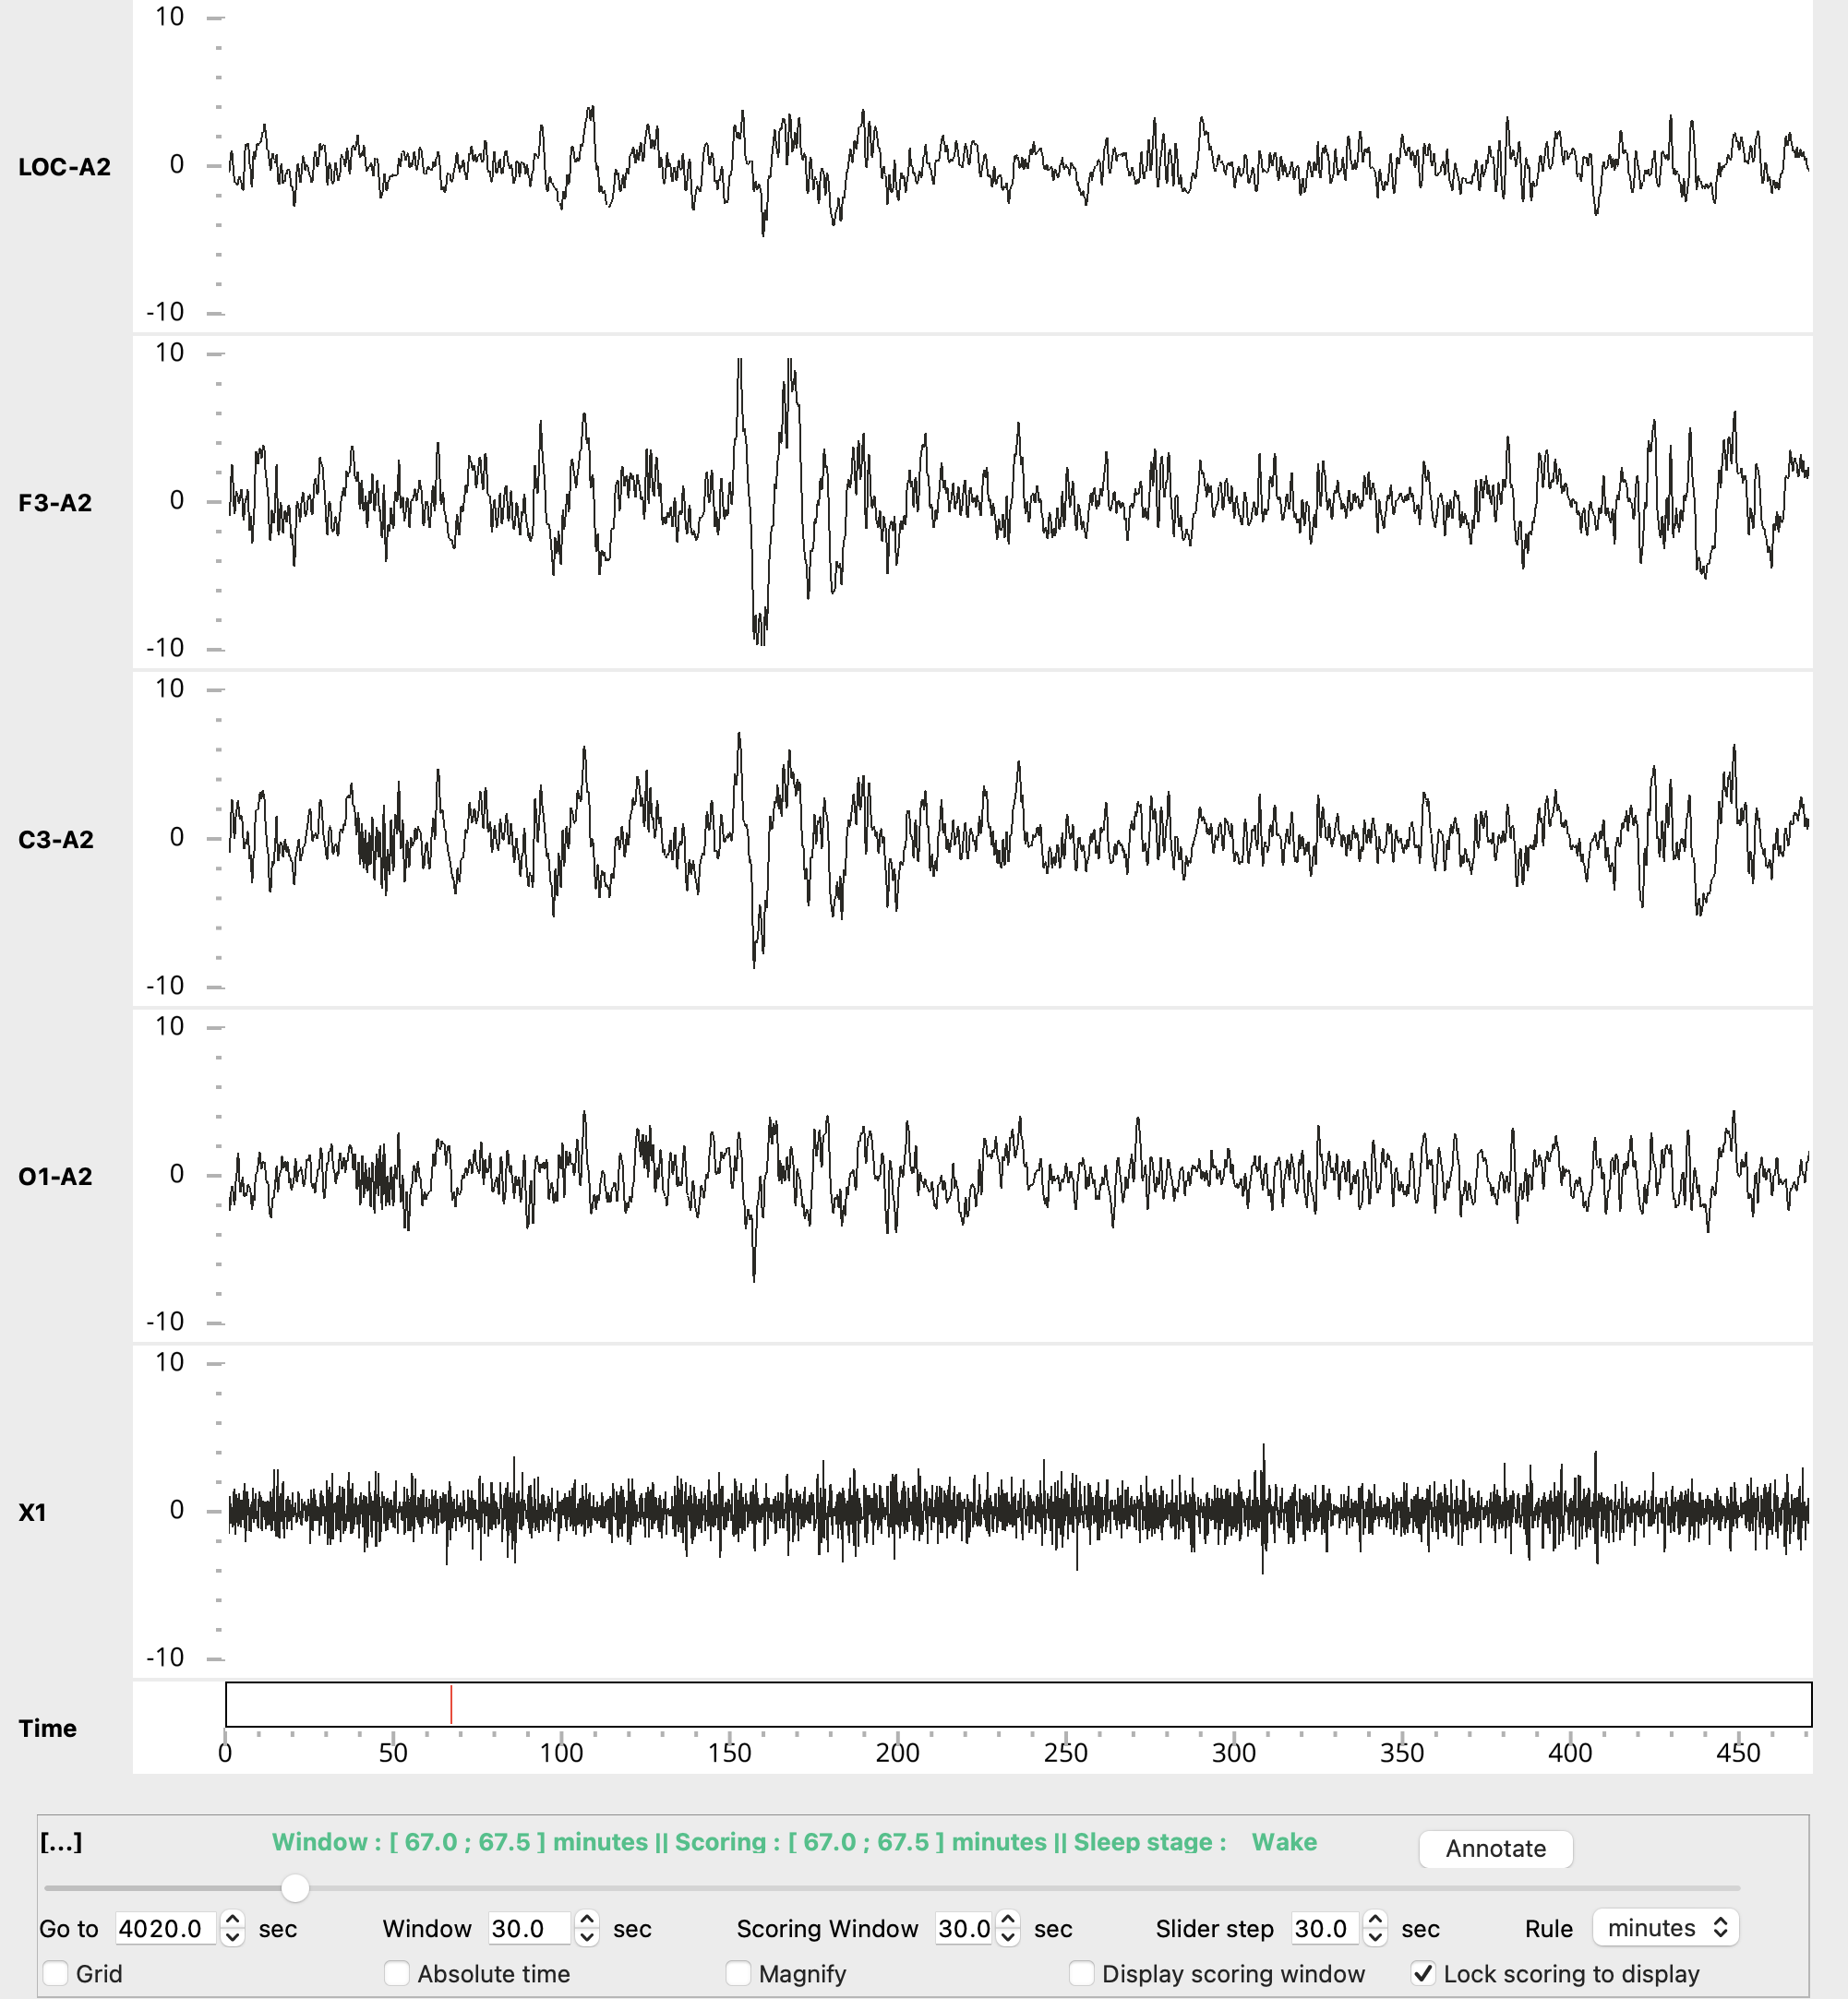 10
LOC-A2
0
-10
10
F3-A2
0
-10
10
C3-A2
0
-10
10
O1-A2
0
-10
10
X1
0
-10
Time
0 50 100 150 200 250 300 350 400 450
[...] Window : [ 67.0 ; 67.5 ] minutes || Scoring : [ 67.0 ; 67.5 ] minutes || Sleep stage : Wake Annotate
Go to 4020.0 sec Window 30.0 sec Scoring Window 30.0 sec Slider step 30.0 sec Rule minutes
Grid Absolute time Magnify Display scoring window Lock scoring to display